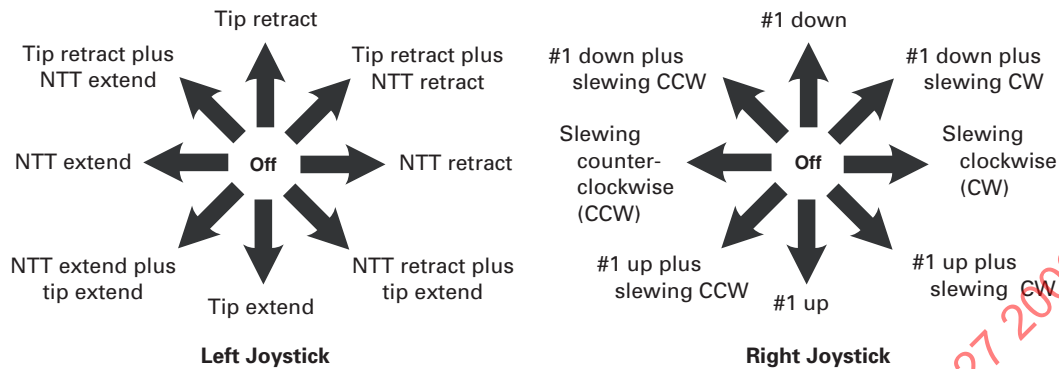 Tip retract
Tip retract plus
NTT extend
Tip retract plus
NTT retract
NTT extend
Off
NTT retract
NTT extend plus
tip extend
NTT retract plus
tip extend
Tip extend
Left Joystick
#1 down
#1 down plus
slewing CCW
#1 down plus
slewing CW
Slewing
counter-
clockwise
(CCW)
Off
Slewing
clockwise
(CW)
#1 up plus
slewing CCW
#1 up plus
slewing CW
#1 up
Right Joystick